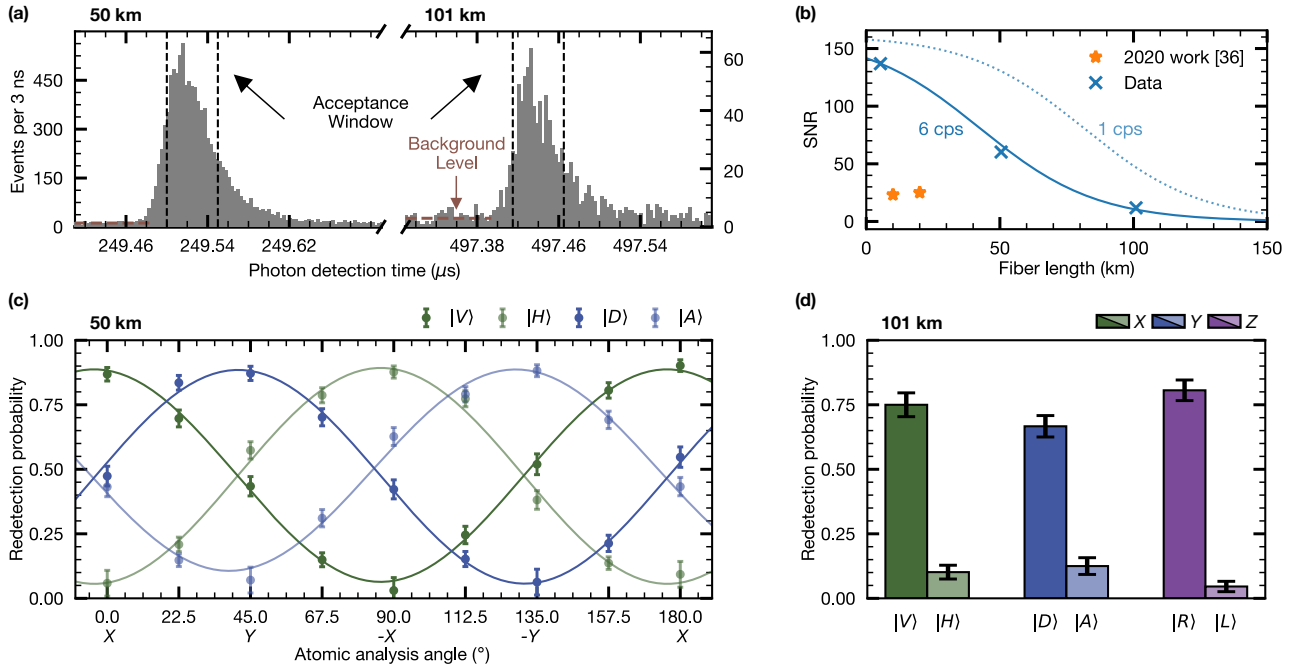 (a)
50 km
101 km
Events per 3 ns
450
300
150
0
60
40
20
0
Acceptance
Window
Background
Level
249.46
249.54
249.62
497.38
497.46
497.54
Photon detection time (μs)
(b)
SNR
150
100
50
0
2020 work [36]
Data
6 cps
1 cps
0
50
100
150
Fiber length (km)
(c)
50 km
|V⟩
|H⟩
|D⟩
|A⟩
Redetection probability
1.00
0.75
0.50
0.25
0.00
0.0
22.5
45.0
67.5
90.0
112.5
135.0
157.5
180.0
X
Y
-X
-Y
X
Atomic analysis angle (°)
(d)
101 km
X
Y
Z
Redetection probability
1.00
0.75
0.50
0.25
0.00
|V⟩
|H⟩
|D⟩
|A⟩
|R⟩
|L⟩